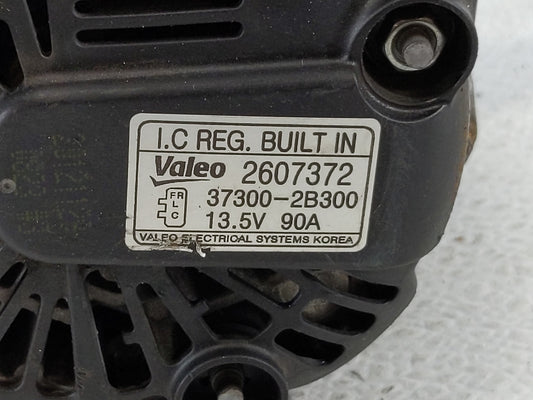 I.C REG. BUILT IN
Valeo 2607372
FR
L
C
37300-2B300
13.5V 90A
VALEO ELECTRICAL SYSTEMS KOREA